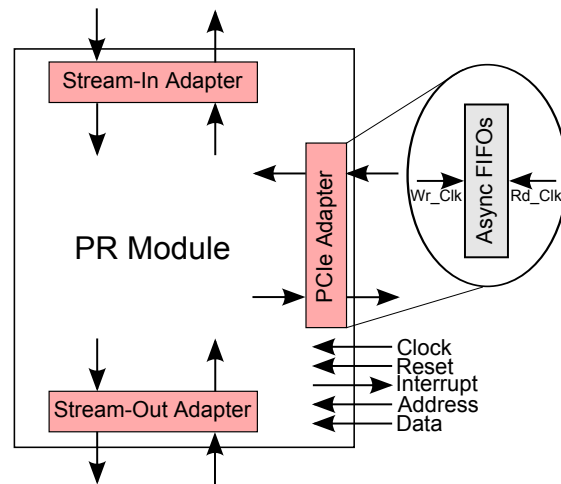 Stream-In Adapter
PCIe Adapter
Async FIFOs
Wr_Clk
Rd_Clk
PR Module
Clock
Reset
Interrupt
Address
Data
Stream-Out Adapter